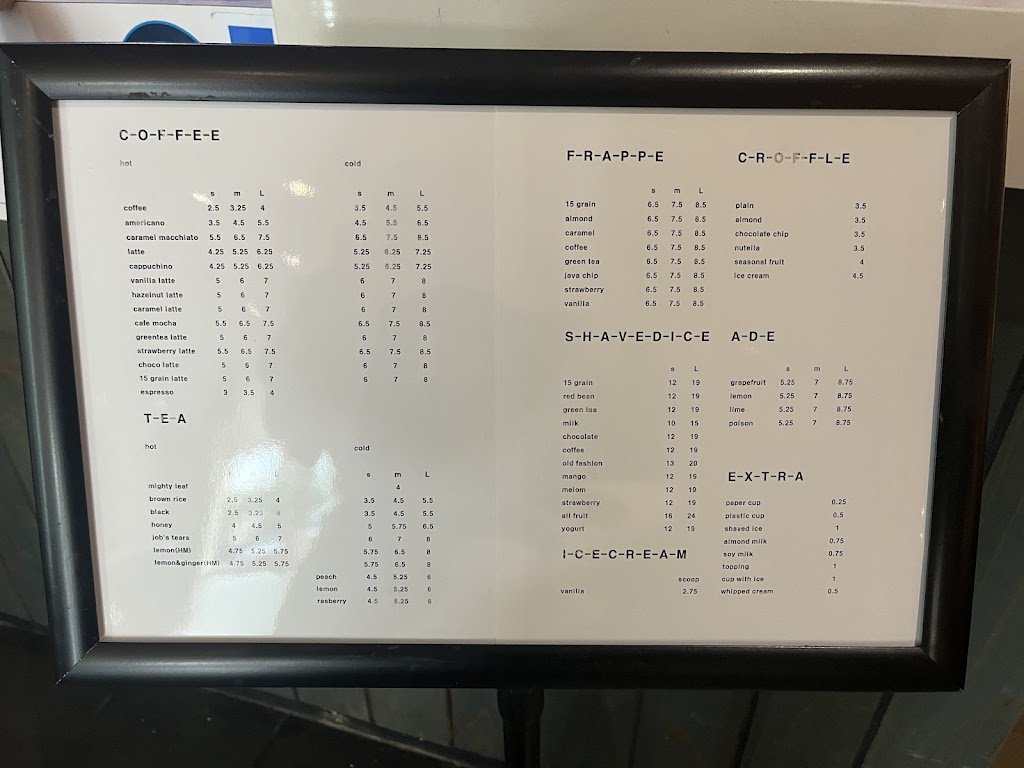 C-O-F-F-E-E
hot cold
s m L s m L
coffee 2.5 3.25 4 3.5 4.5 5.5
americano 3.5 4.5 5.5 4.5 5.5 6.5
caramel macchiato 5.5 6.5 7.5 6.5 7.5 8.5
latte 4.25 5.25 6.25 5.25 6.25 7.25
cappuchino 4.25 5.25 6.25 5.25 6.25 7.25
vanilla latte 5 6 7 6 7 8
hazelnut latte 5 6 7 6 7 8
caramel latte 5 6 7 6 7 8
cafe mocha 5.5 6.5 7.5 6.5 7.5 8.5
greentea latte 5 6 7 6 7 8
strawberry latte 5.5 6.5 7.5 6.5 7.5 8.5
choco latte 5 6 7 6 7 8
15 grain latte 5 6 7 6 7 8
espresso 3 3.5 4
T-E-A
hot cold
m L s m L
mighty leaf 4
brown rice 2.5 3.25 4 3.5 4.5 5.5
black 2.5 3.25 3.5 4.5 5.5
honey 4 4.5 5 5 5.75 6.5
job's tears 5 6 7 6 7 8
lemon(HM) 4.75 5.25 5.75 5.75 6.5 8
lemon&ginger(HM) 4.75 5.25 5.75 5.75 6.5 8
peach 4.5 5.25 6
lemon 4.5 5.25 6
rasberry 4.5 5.25 6
F-R-A-P-P-E
s m L
15 grain 6.5 7.5 8.5
almond 6.5 7.5 8.5
caramel 6.5 7.5 8.5
coffee 6.5 7.5 8.5
green tea 6.5 7.5 8.5
java chip 6.5 7.5 8.5
strawberry 6.5 7.5 8.5
vanilla 6.5 7.5 8.5
C-R-O-F-F-L-E
plain 3.5
almond 3.5
chocolate chip 3.5
nutella 3.5
seasonal fruit 4
ice cream 4.5
S-H-A-V-E-D-I-C-E
s L
15 grain 12 19
red bean 12 19
green tea 12 19
milk 10 15
chocolate 12 19
coffee 12 19
old fashion 13 20
mango 12 19
melom 12 19
strawberry 12 19
all fruit 16 24
yogurt 12 19
A-D-E
s m L
grapefruit 5.25 7 8.75
lemon 5.25 7 8.75
lime 5.25 7 8.75
poison 5.25 7 8.75
I-C-E-C-R-E-A-M
scoop
vanilla 2.75
E-X-T-R-A
paper cup 0.25
plastic cup 0.5
shaved ice 1
almond milk 0.75
soy milk 0.75
topping 1
cup with ice 1
whipped cream 0.5